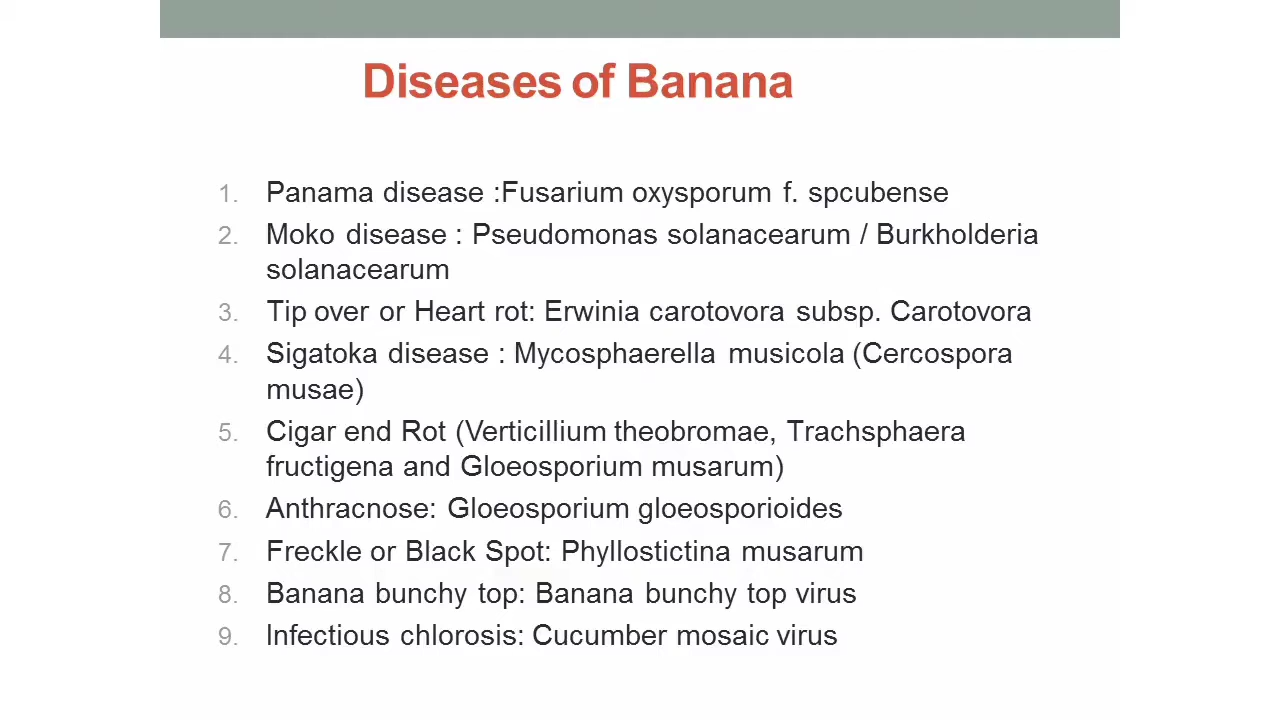 Diseases of Banana
1. Panama disease :Fusarium oxysporum f. spcubense
2. Moko disease : Pseudomonas solanacearum / Burkholderia
solanacearum
3. Tip over or Heart rot: Erwinia carotovora subsp. Carotovora
4. Sigatoka disease : Mycosphaerella musicola (Cercospora
musae)
5. Cigar end Rot (Verticillium theobromae, Trachsphaera
fructigena and Gloeosporium musarum)
6. Anthracnose: Gloeosporium gloeosporioides
7. Freckle or Black Spot: Phyllostictina musarum
8. Banana bunchy top: Banana bunchy top virus
9. Infectious chlorosis: Cucumber mosaic virus